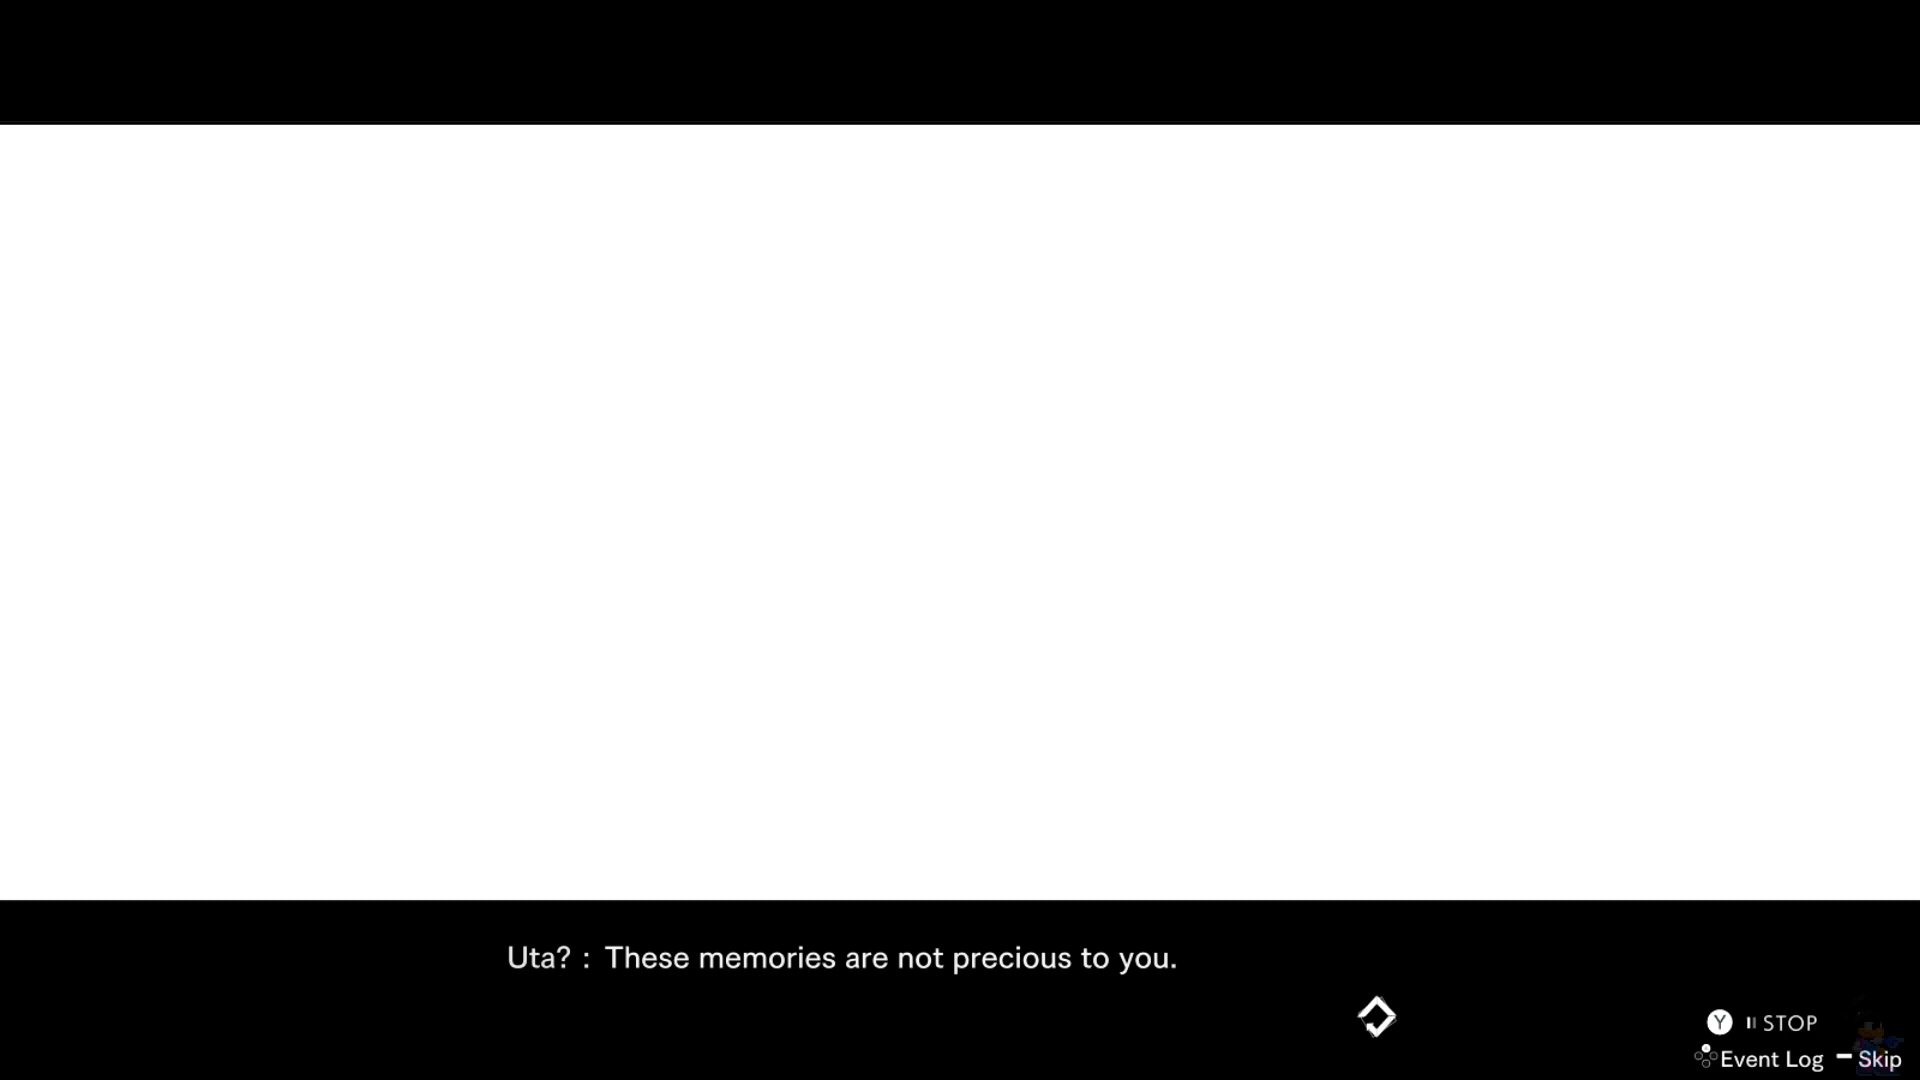 Uta? : These memories are not precious to you.
Y STOP
Event Log Skip